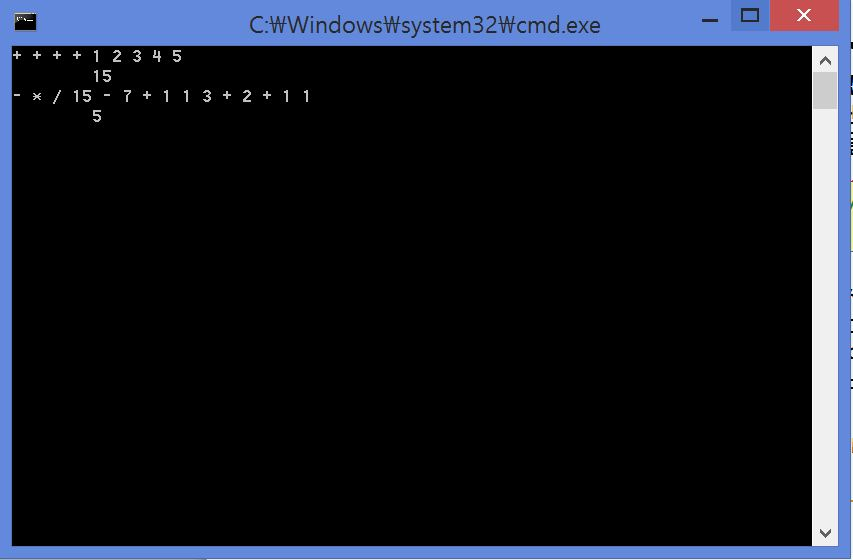 C:₩Windows₩system32₩cmd.exe
+ + + + 1 2 3 4 5
15
- * / 15 - 7 + 1 1 3 + 2 + 1 1
5